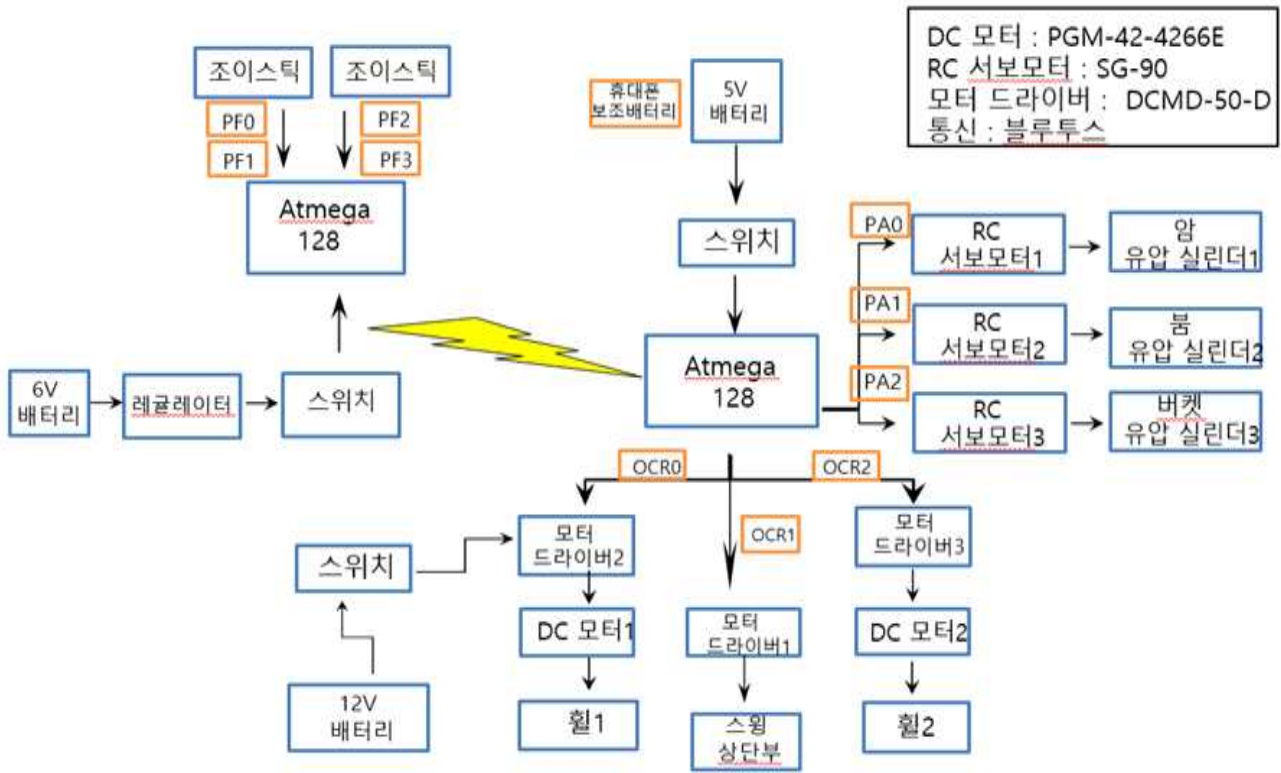 DC 모터 : PGM-42-4266E
RC 서보모터 : SG-90
모터 드라이버 : DCMD-50-D
통신 : 블루투스
조이스틱
조이스틱
PF0
PF1
PF2
PF3
Atmega
128
휴대폰
보조배터리
5V
배터리
스위치
Atmega
128
6V
배터리
레귤레이터
스위치
PA0
RC
서보모터1
암
유압 실린더1
PA1
RC
서보모터2
붐
유압 실린더2
PA2
RC
서보모터3
버켓
유압 실린더3
OCR0
OCR2
OCR1
모터
드라이버2
모터
드라이버3
스위치
DC 모터1
모터
드라이버1
DC 모터2
12V
배터리
휠1
스윙
상단부
휠2